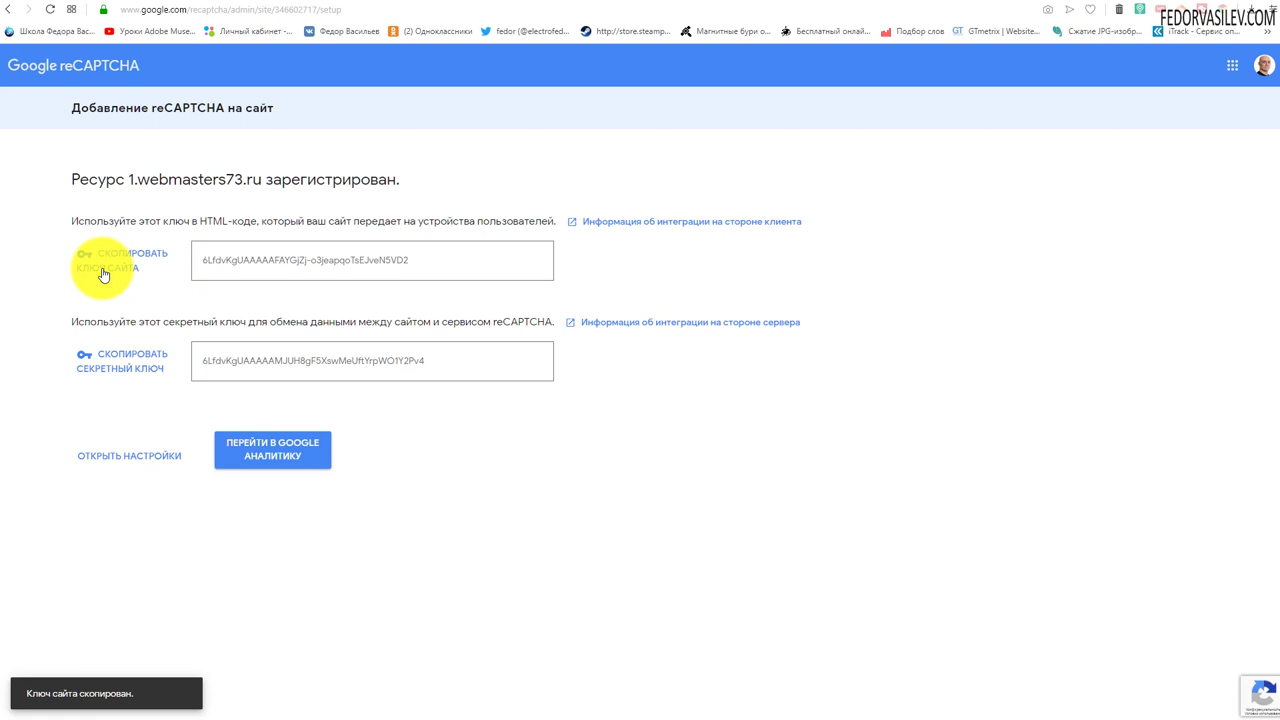 www.google.com/recaptcha/admin/site/346602717/setup
FEDORVASILEV.COM
Школа Федора Вас... Уроки Adobe Muse... Личный кабинет -... Федор Васильев (2) Одноклассники fedor (@electrofed... http://store.steamp... Магнитные бури о... Бесплатный онлай... Подбор слов GTmetrix | Website... Сжатие JPG-изобр... iTrack - Сервис оп...
Google reCAPTCHA
Добавление reCAPTCHA на сайт
Ресурс 1.webmasters73.ru зарегистрирован.
Используйте этот ключ в HTML-коде, который ваш сайт передает на устройства пользователей. Информация об интеграции на стороне клиента
СКОПИРОВАТЬ
КЛЮЧ САЙТА
6LfdvKgUAAAAAFAYGjZj-o3jeapqoTsEJveN5VD2
Используйте этот секретный ключ для обмена данными между сайтом и сервисом reCAPTCHA. Информация об интеграции на стороне сервера
СКОПИРОВАТЬ
СЕКРЕТНЫЙ КЛЮЧ
6LfdvKgUAAAAAMJUH8gF5XswMeUftYrpWO1Y2Pv4
ОТКРЫТЬ НАСТРОЙКИ
ПЕРЕЙТИ В GOOGLE
АНАЛИТИКУ
Ключ сайта скопирован.